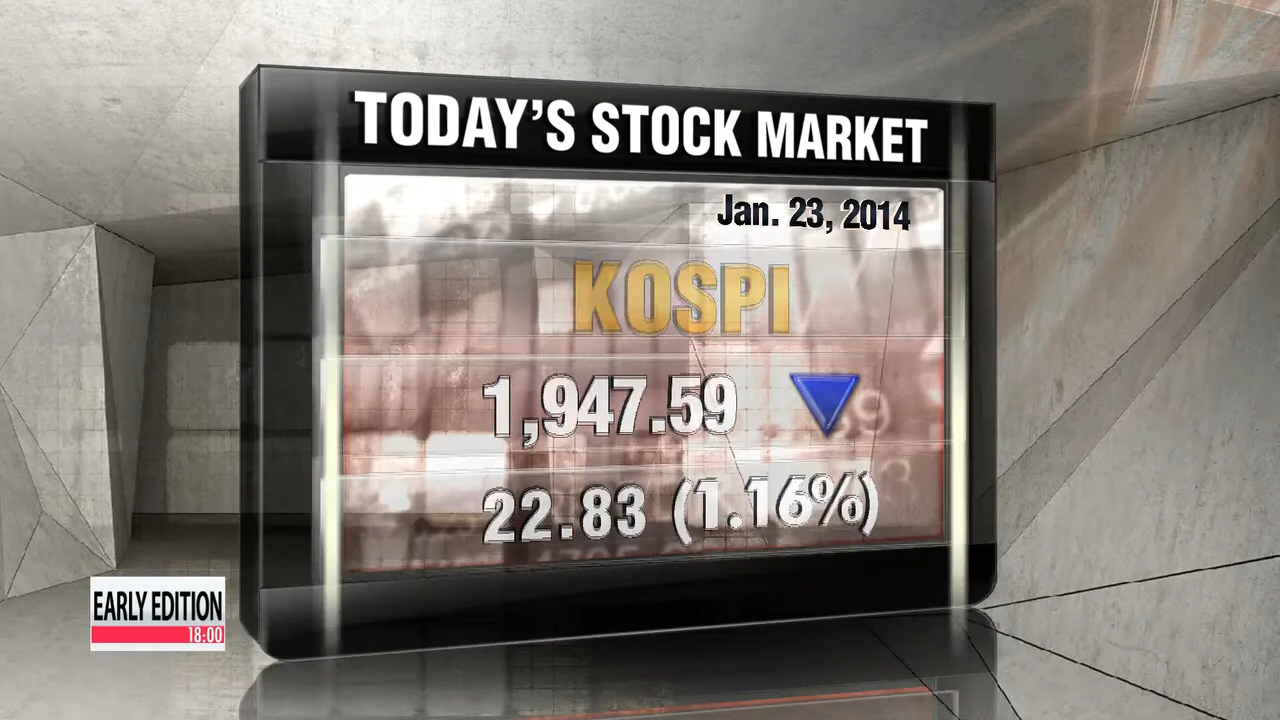 TODAY'S STOCK MARKET
Jan. 23, 2014
KOSPI
1,947.59
22.83 (1.16%)
EARLY EDITION
18:00